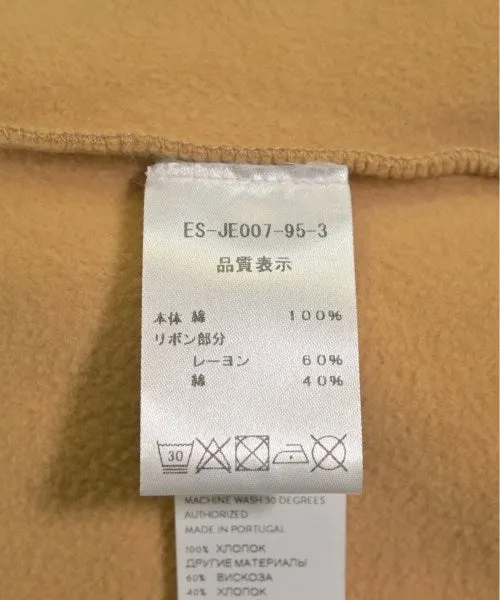 ES-JE007-95-3
品質表示
本体 綿 100%
リボン部分
レーヨン 60%
綿 40%
30
MACHINE WASH 30 DEGREES
AUTHORIZED
MADE IN PORTUGAL
100% ХЛОПОК
ДРУГИЕ МАТЕРИАЛЫ
60% ВИСКОЗА
40% ХЛОПОК